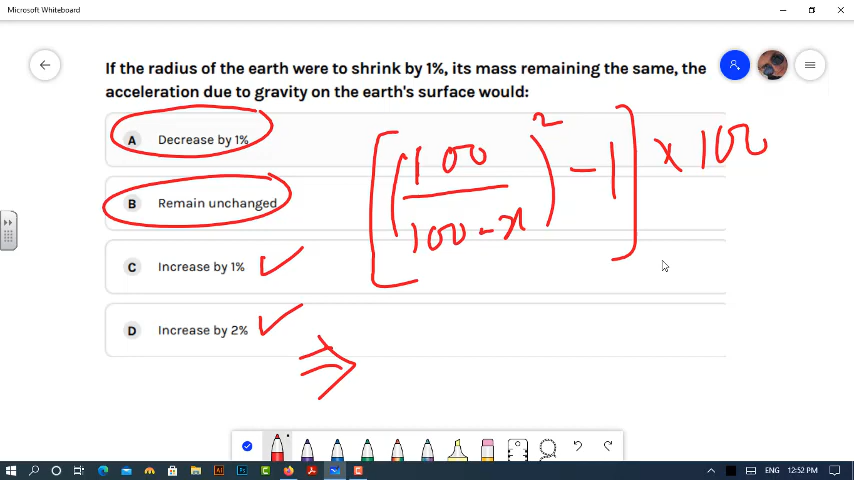 Microsoft Whiteboard
If the radius of the earth were to shrink by 1%, its mass remaining the same, the
acceleration due to gravity on the earth's surface would:
A Decrease by 1%
B Remain unchanged
C Increase by 1%
D Increase by 2%
[(100/100-x)² -1] × 100
⇒
Ai
Ps
C
C
ENG 12:52 PM